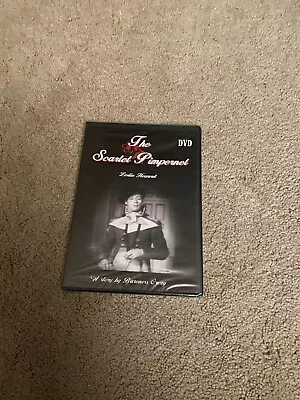 The
Scarlet Pimpernel
DVD
Leslie Howard
A story by Baroness Orczy